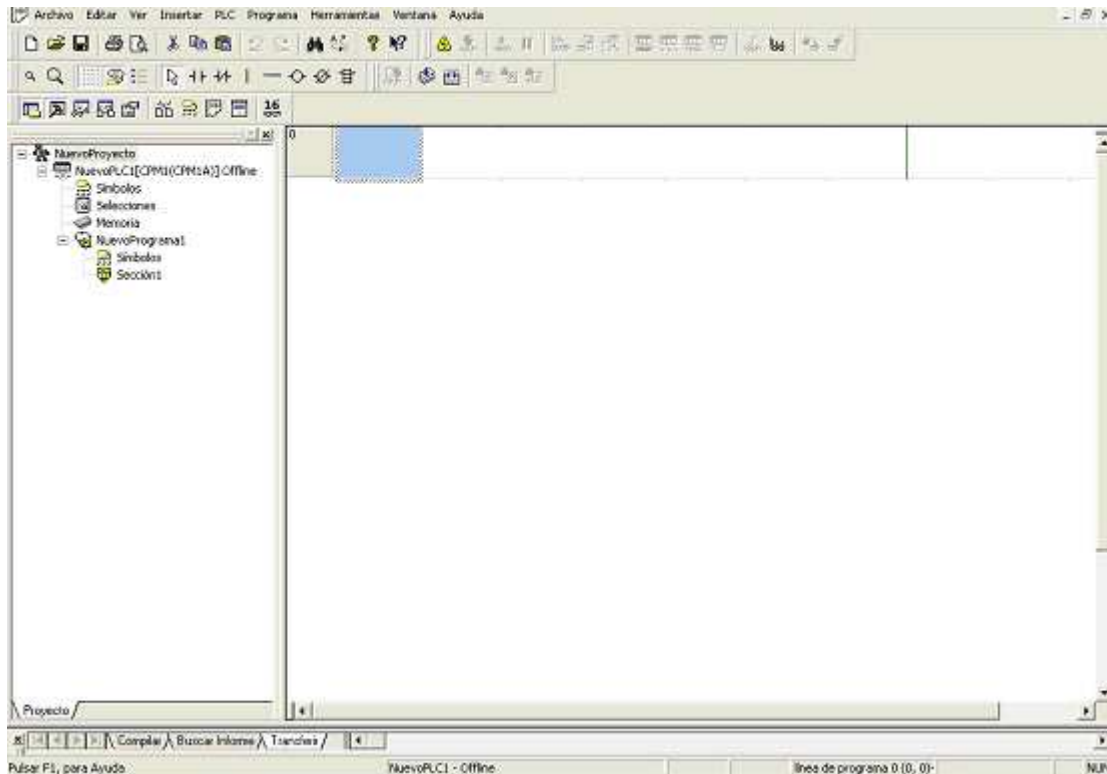 Archivo Editar Ver Insertar PLC Programa Herramientas Ventana Ayuda
16
0
NuevoProyecto
NuevoPLC1[CPM1(CPM1A)] Offline
Símbolos
Selecciones
Memoria
NuevoPrograma1
Símbolos
Sección1
Proyecto
Compilar Buscar Informe
Pulsar F1, para Ayuda NuevoPLC1 - Offline línea de programa 0 (0, 0)- NUM